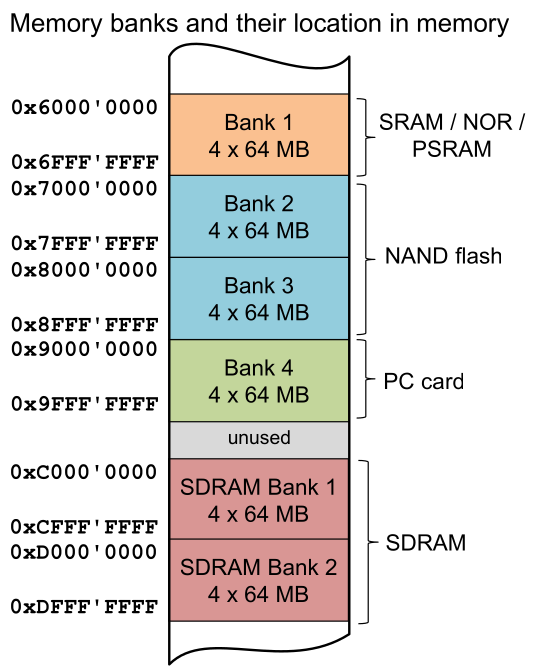 Memory banks and their location in memory
0x6000'0000
Bank 1
4 x 64 MB
0x6FFF'FFFF
SRAM / NOR /
PSRAM
0x7000'0000
Bank 2
4 x 64 MB
0x7FFF'FFFF
NAND flash
0x8000'0000
Bank 3
4 x 64 MB
0x8FFF'FFFF
0x9000'0000
Bank 4
4 x 64 MB
0x9FFF'FFFF
PC card
unused
0xC000'0000
SDRAM Bank 1
4 x 64 MB
0xCFFF'FFFF
SDRAM
0xD000'0000
SDRAM Bank 2
4 x 64 MB
0xDFFF'FFFF